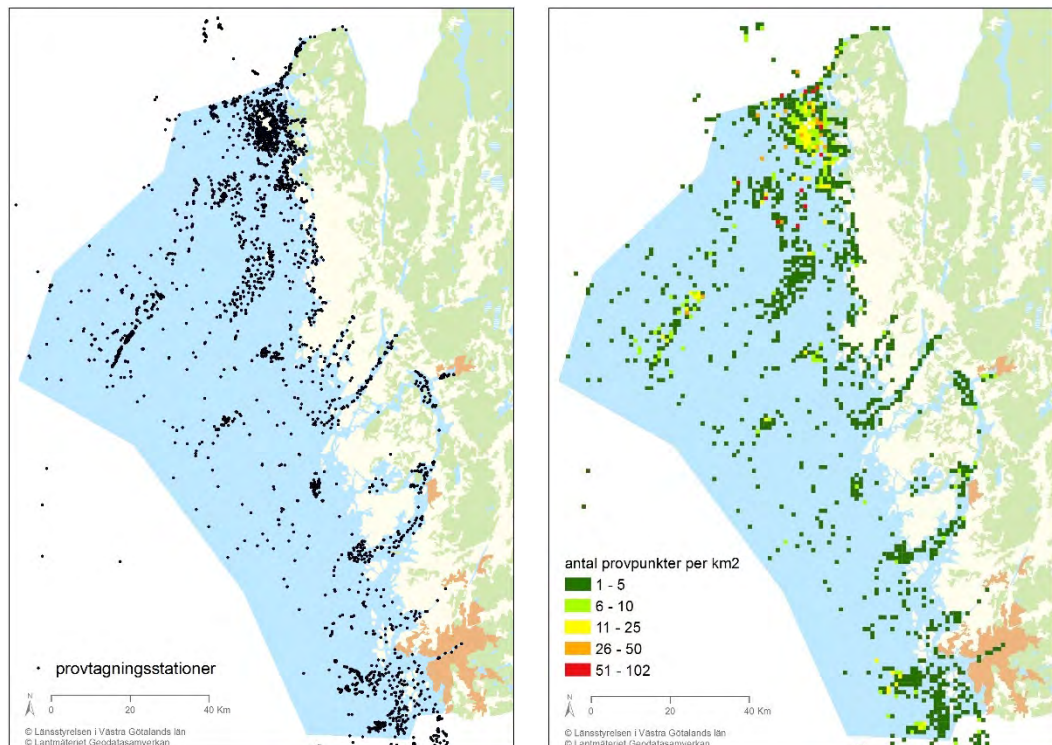 provtagningsstationer
N
0 20 40 Km
© Länsstyrelsen i Västra Götalands län
© Lantmäteriet Geodatasamverkan
antal provpunkter per km2
1 - 5
6 - 10
11 - 25
26 - 50
51 - 102
N
0 20 40 Km
© Länsstyrelsen i Västra Götalands län
© Lantmäteriet Geodatasamverkan